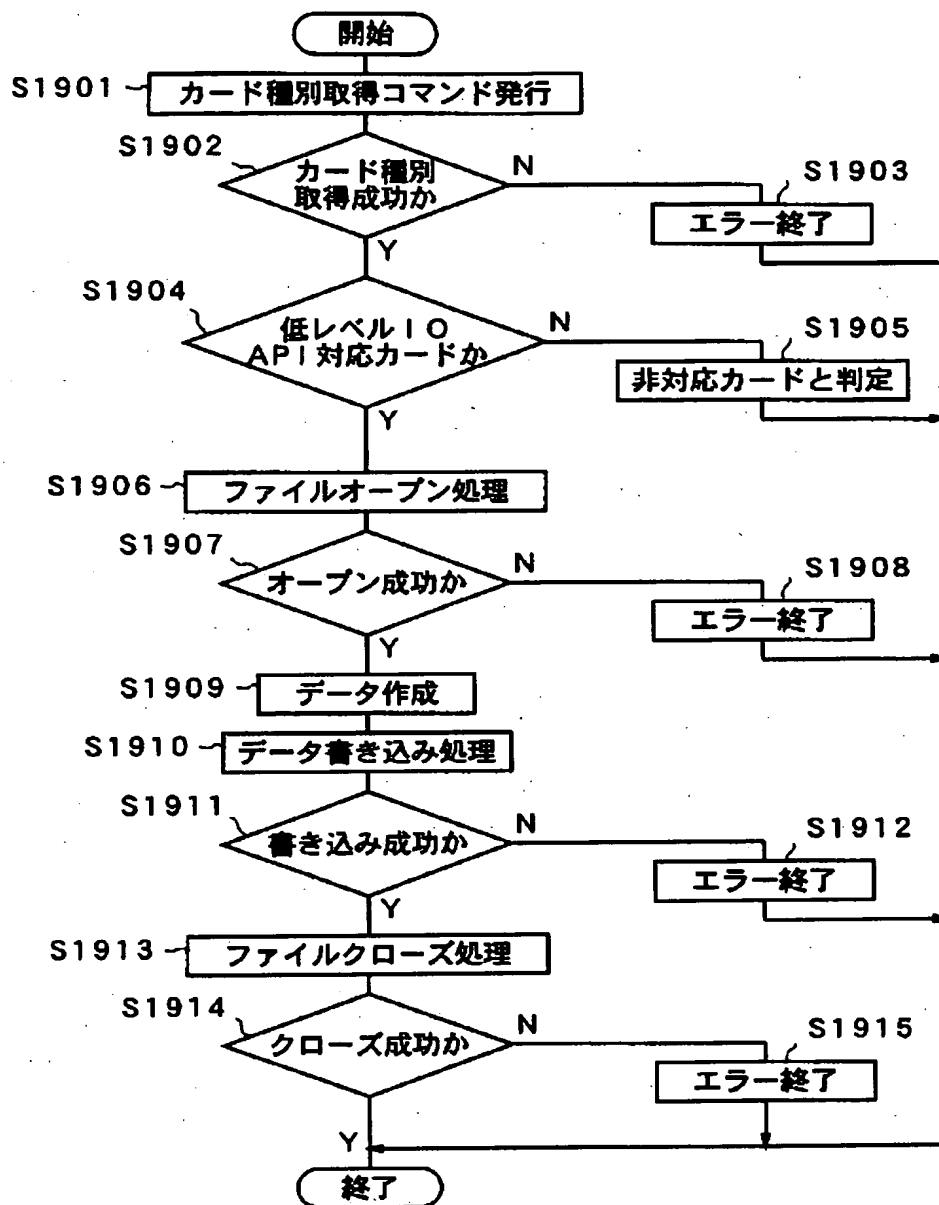 開始
S1901
カード種別取得コマンド発行
S1902
カード種別
取得成功か
N
S1903
エラー終了
Y
S1904
低レベルIO
API対応カードか
N
S1905
非対応カードと判定
Y
S1906
ファイルオープン処理
S1907
オープン成功か
N
S1908
エラー終了
Y
S1909
データ作成
S1910
データ書き込み処理
S1911
書き込み成功か
N
S1912
エラー終了
Y
S1913
ファイルクローズ処理
S1914
クローズ成功か
N
S1915
エラー終了
Y
終了